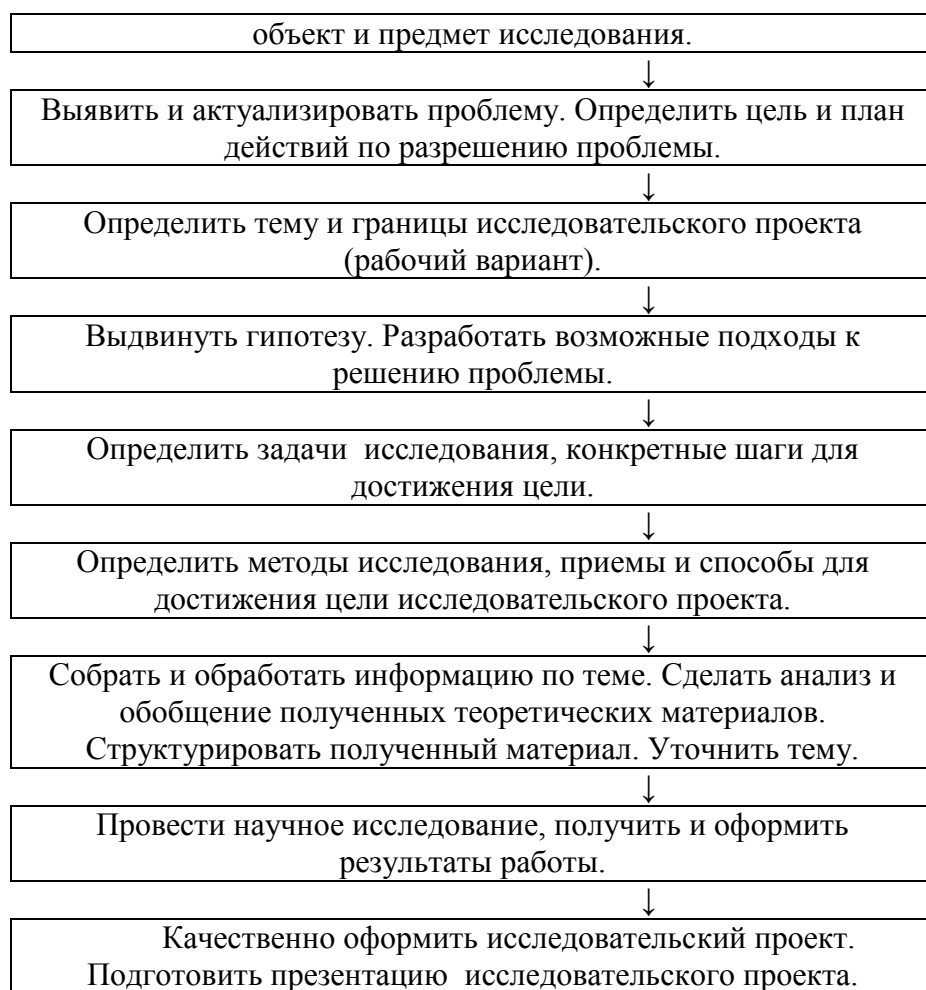 объект и предмет исследования.
↓
Выявить и актуализировать проблему. Определить цель и план
действий по разрешению проблемы.
↓
Определить тему и границы исследовательского проекта
(рабочий вариант).
↓
Выдвинуть гипотезу. Разработать возможные подходы к
решению проблемы.
↓
Определить задачи исследования, конкретные шаги для
достижения цели.
↓
Определить методы исследования, приемы и способы для
достижения цели исследовательского проекта.
↓
Собрать и обработать информацию по теме. Сделать анализ и
обобщение полученных теоретических материалов.
Структурировать полученный материал. Уточнить тему.
↓
Провести научное исследование, получить и оформить
результаты работы.
↓
Качественно оформить исследовательский проект.
Подготовить презентацию исследовательского проекта.